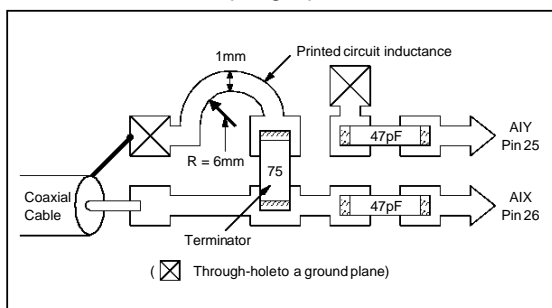 1mm
Printed circuit inductance
R = 6mm
47pF
AIY
Pin 25
75
Coaxial
Cable
47pF
AIX
Pin 26
Terminator
( Through-holeto a ground plane)